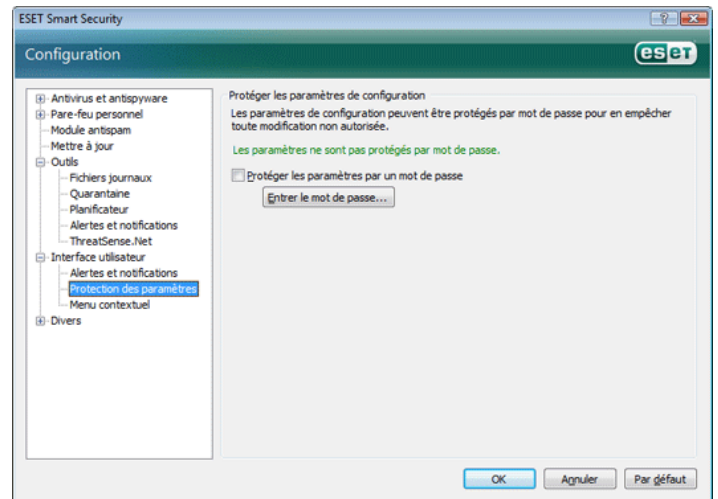 ESET Smart Security
Configuration
eseT
Antivirus et antispyware
Pare-feu personnel
Module antispam
Mettre à jour
Outils
Fichiers journaux
Quarantaine
Planificateur
Alertes et notifications
ThreatSense.Net
Interface utilisateur
Alertes et notifications
Protection des paramètres
Menu contextuel
Divers
Protéger les paramètres de configuration
Les paramètres de configuration peuvent être protégés par mot de passe pour en empêcher
toute modification non autorisée.
Les paramètres ne sont pas protégés par mot de passe.
Protéger les paramètres par un mot de passe
Entrer le mot de passe...
OK
Annuler
Par défaut